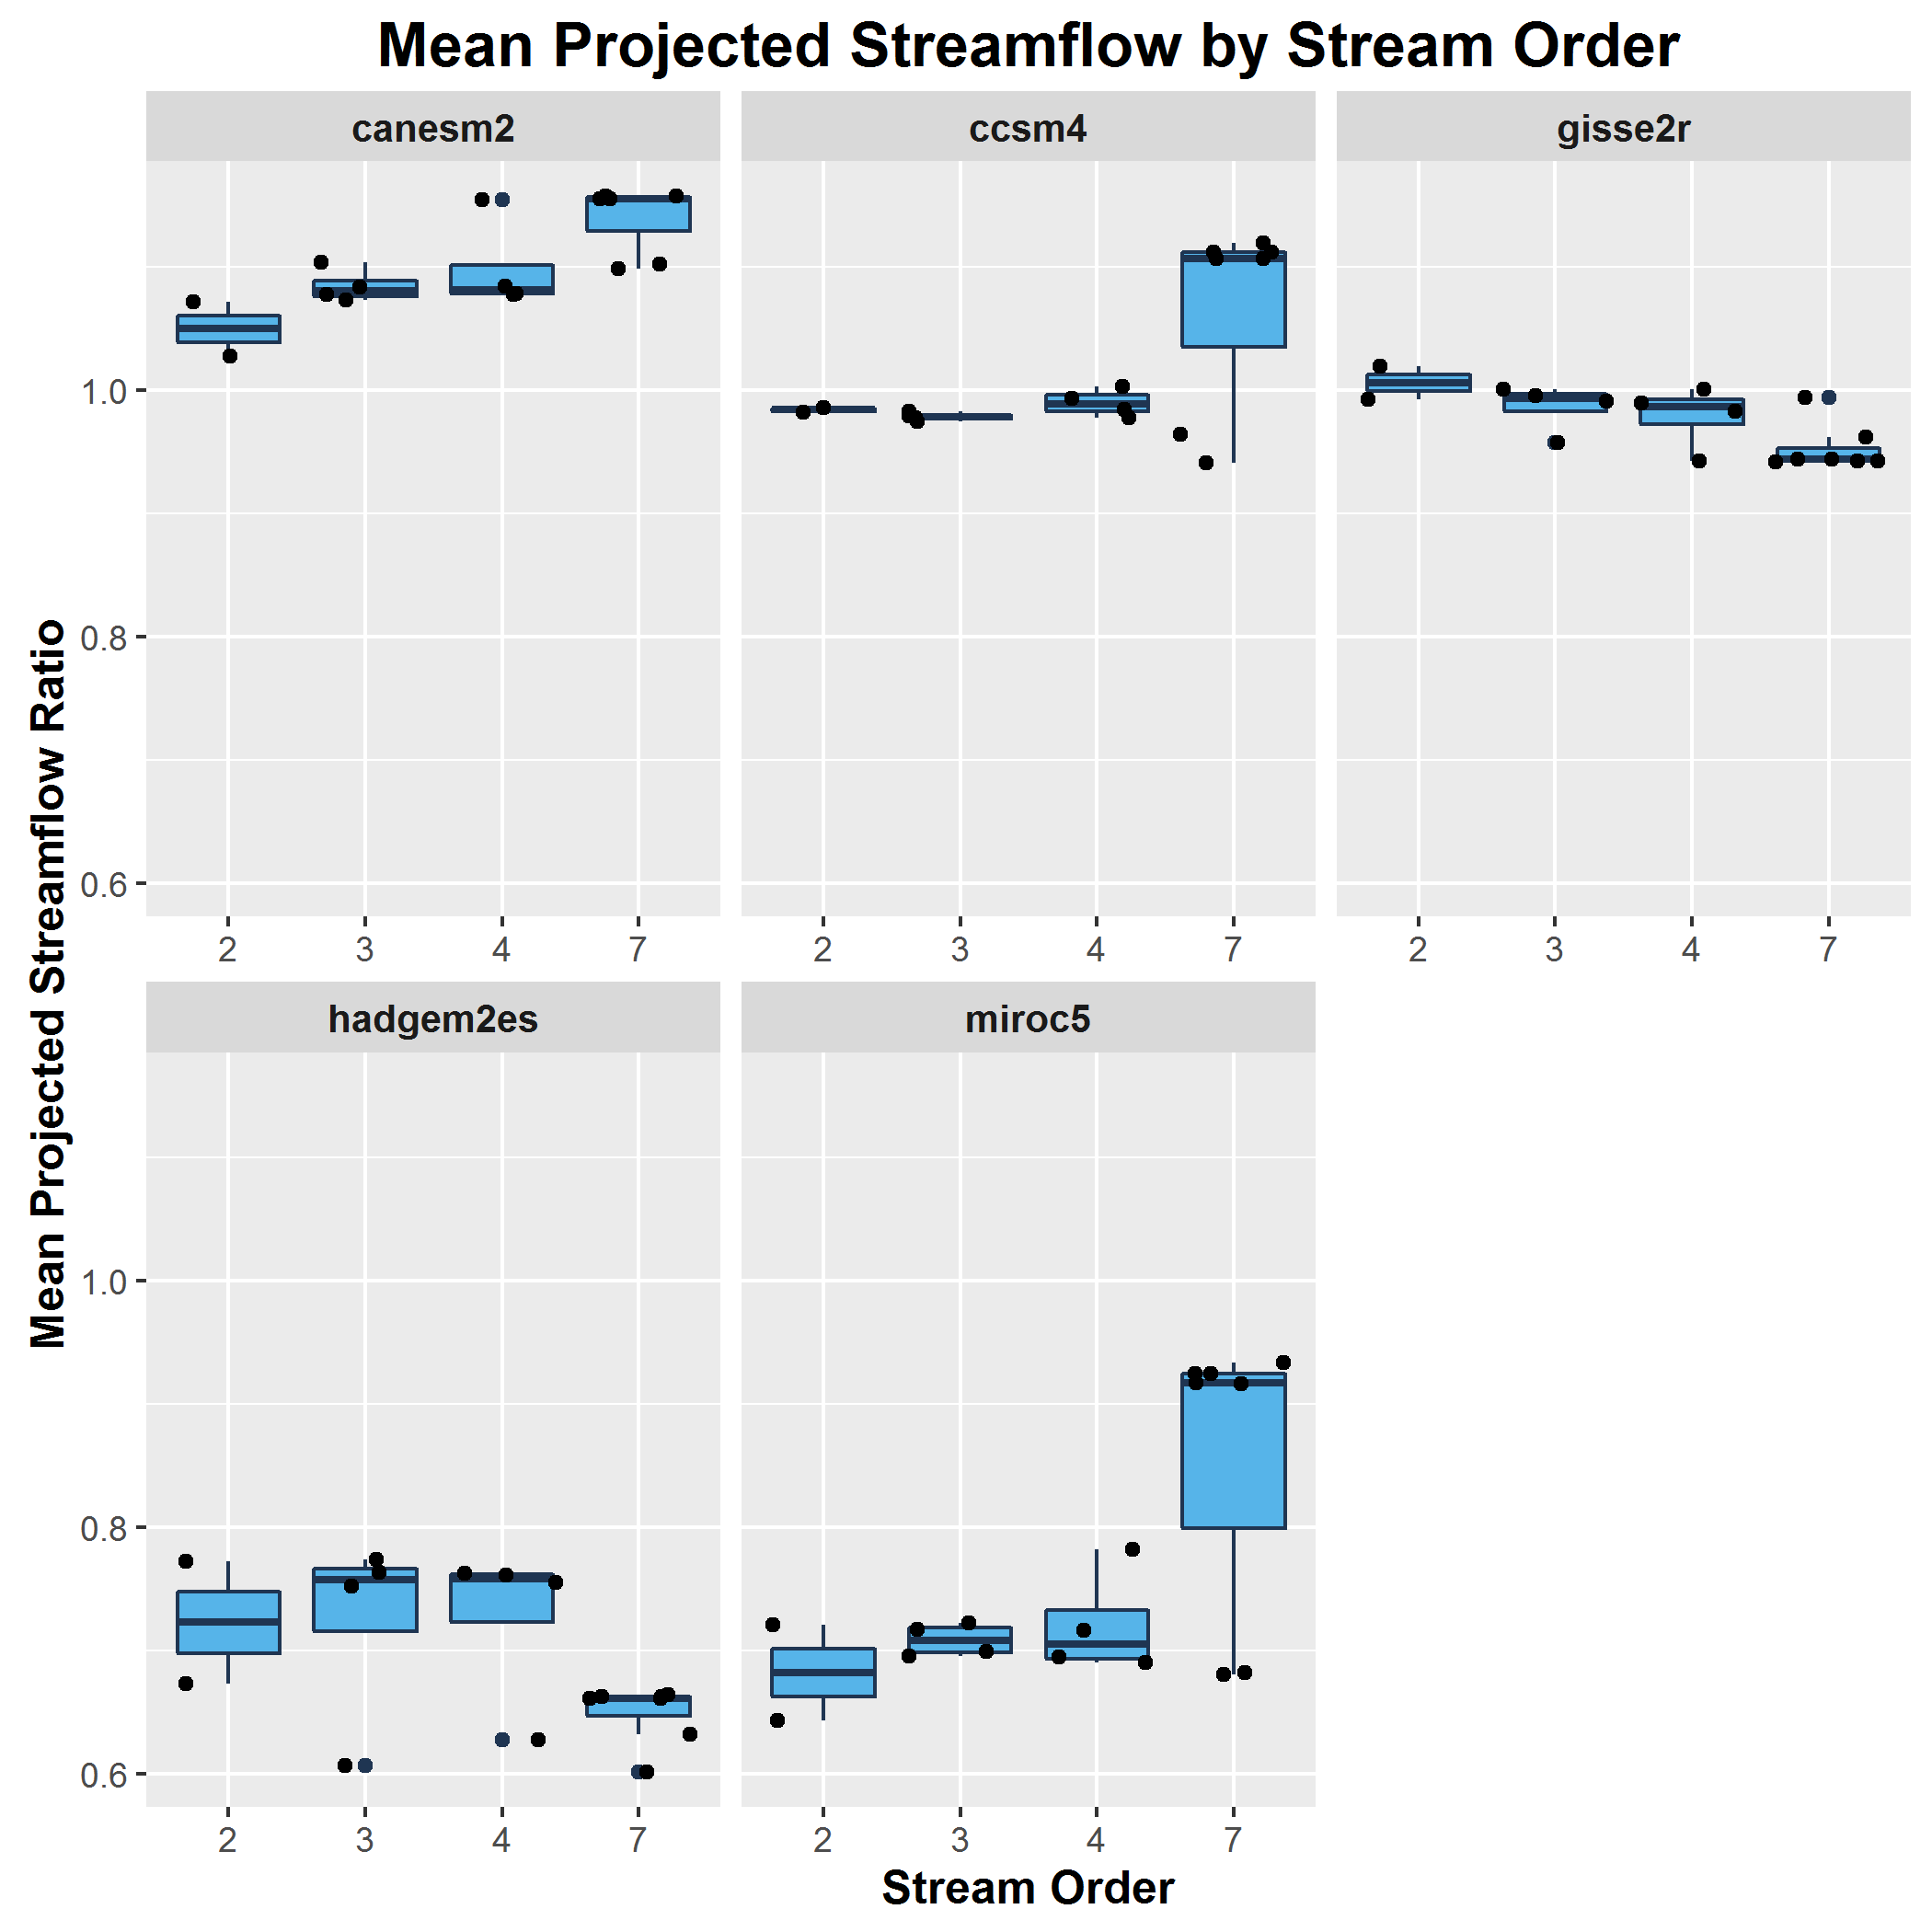 Mean Projected Streamflow by Stream Order
canesm2
ccsm4
gisse2r
1.0
0.8
0.6
2 3 4 7
2 3 4 7
2 3 4 7
Mean Projected Streamflow Ratio
hadgem2es
miroc5
1.0
0.8
0.6
2 3 4 7
2 3 4 7
Stream Order